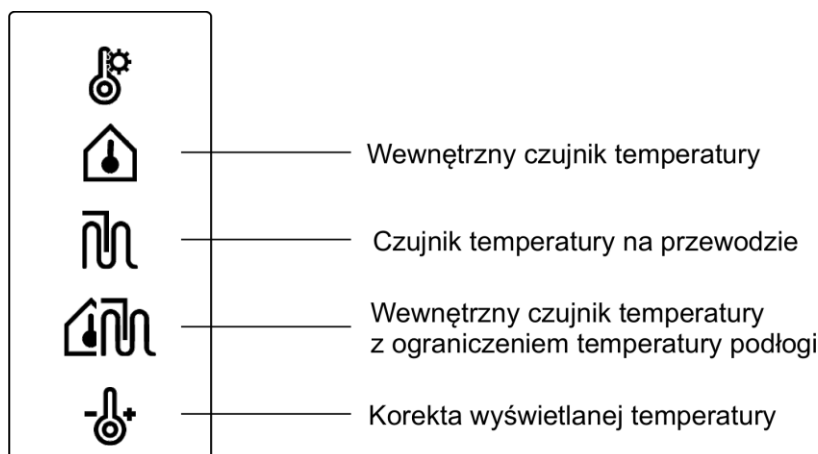 Wewnętrzny czujnik temperatury
Czujnik temperatury na przewodzie
Wewnętrzny czujnik temperatury
z ograniczeniem temperatury podłogi
Korekta wyświetlanej temperatury